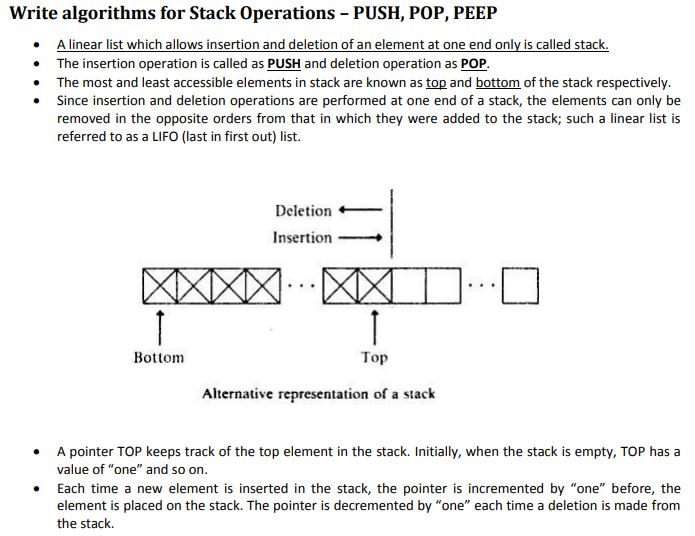 Write algorithms for Stack Operations – PUSH, POP, PEEP
• A linear list which allows insertion and deletion of an element at one end only is called stack.
• The insertion operation is called as PUSH and deletion operation as POP.
• The most and least accessible elements in stack are known as top and bottom of the stack respectively.
• Since insertion and deletion operations are performed at one end of a stack, the elements can only be
removed in the opposite orders from that in which they were added to the stack; such a linear list is
referred to as a LIFO (last in first out) list.
Deletion
Insertion
. . .
. . .
Bottom
Top
Alternative representation of a stack
• A pointer TOP keeps track of the top element in the stack. Initially, when the stack is empty, TOP has a
value of “one” and so on.
• Each time a new element is inserted in the stack, the pointer is incremented by “one” before, the
element is placed on the stack. The pointer is decremented by “one” each time a deletion is made from
the stack.